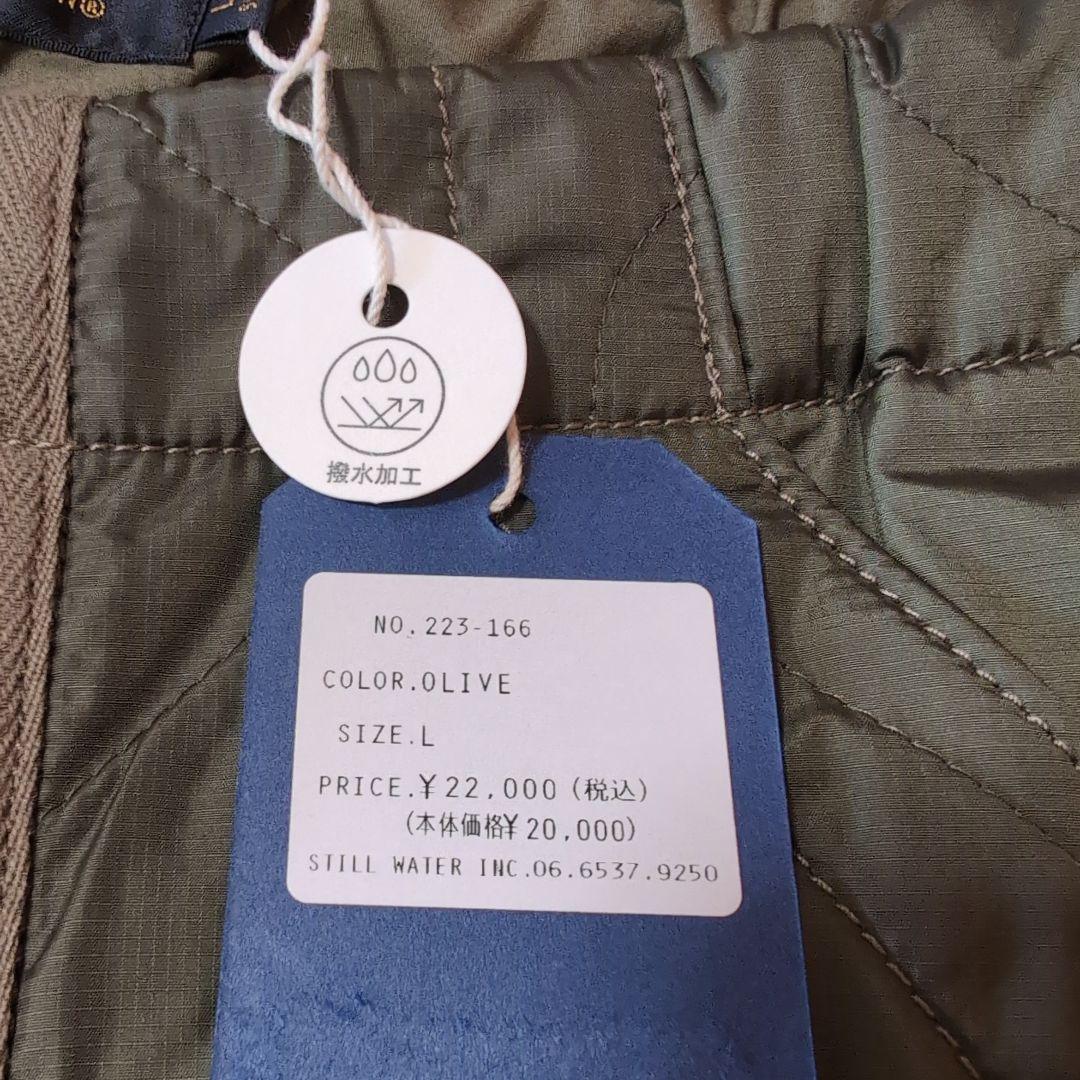 撥水加工
NO.223-166
COLOR.OLIVE
SIZE.L
PRICE.¥22,000(税込)
(本体価格¥20,000)
STILL WATER INC.06.6537.9250